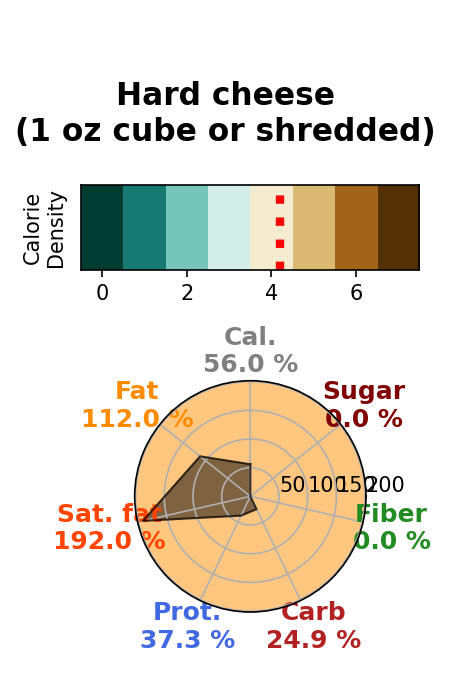 Hard cheese
(1 oz cube or shredded)
Calorie
Density
0 2 4 6
Cal.
56.0 %
Fat
112.0 %
Sugar
0.0 %
50 100 150 200
Sat. fat
192.0 %
Fiber
0.0 %
Prot.
37.3 %
Carb
24.9 %